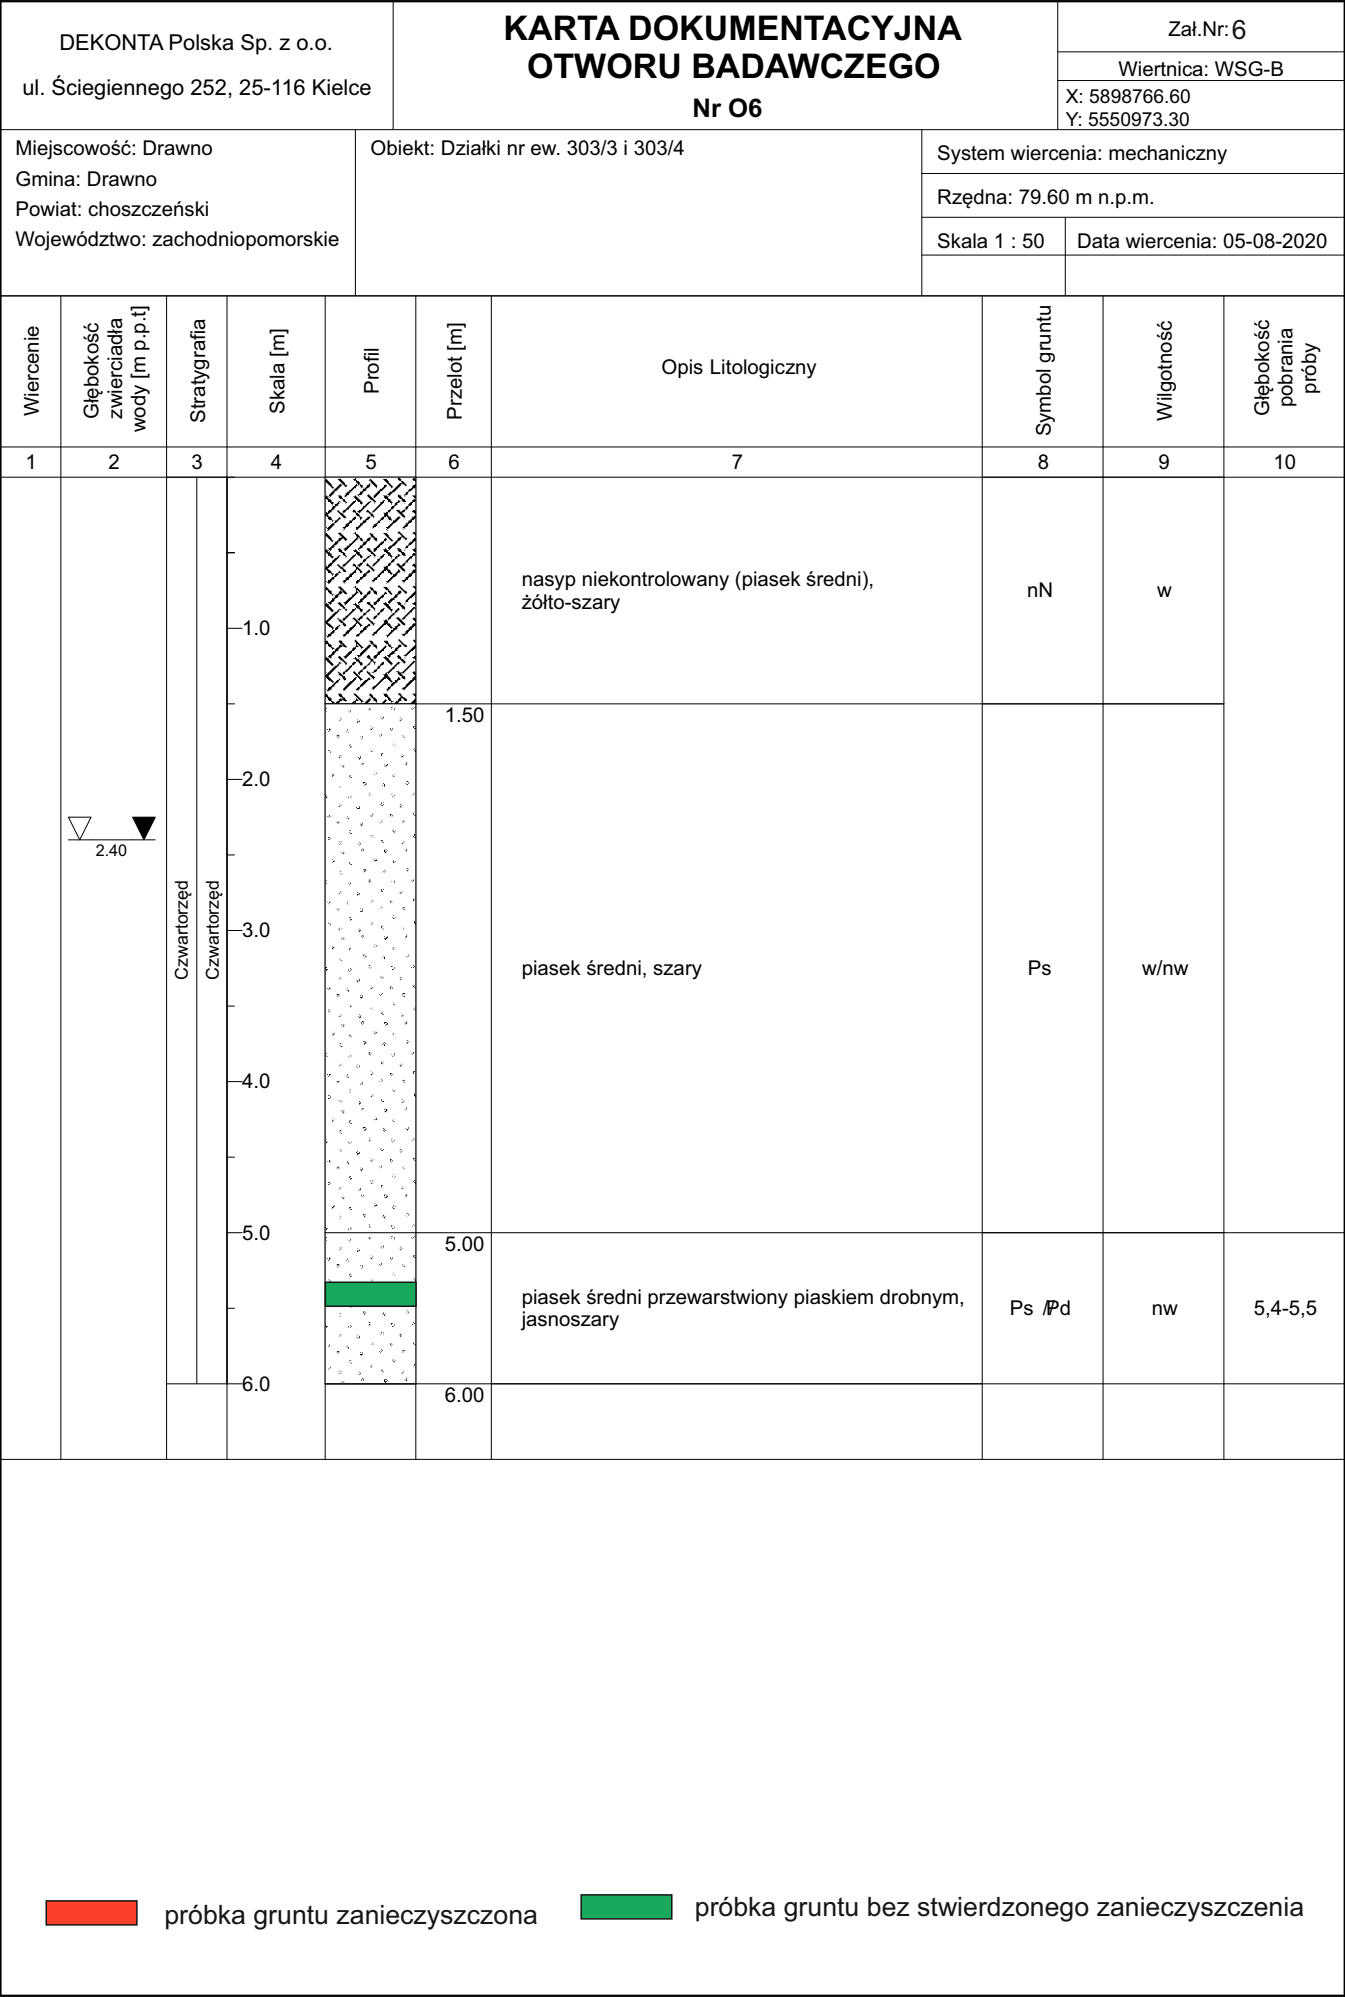 DEKONTA Polska Sp. z o.o.
ul. Ściegiennego 252, 25-116 Kielce
KARTA DOKUMENTACYJNA
OTWORU BADAWCZEGO
Nr O6
Zał.Nr: 6
Wiertnica: WSG-B
X: 5898766.60
Y: 5550973.30
Miejscowość: Drawno
Gmina: Drawno
Powiat: choszczeński
Województwo: zachodniopomorskie
Obiekt: Działki nr ew. 303/3 i 303/4
System wiercenia: mechaniczny
Rzędna: 79.60 m n.p.m.
Skala 1 : 50
Data wiercenia: 05-08-2020
Wiercenie
Głębokość
zwierciadła
wody [m p.p.t]
Stratygrafia
Skala [m]
Profil
Przelot [m]
Opis Litologiczny
Symbol gruntu
Wilgotność
Głębokość
pobrania
próby
1 2 3 4 5 6 7 8 9 10
nasyp niekontrolowany (piasek średni),
żółto-szary
nN
w
1.0
1.50
2.0
2.40
Czwartorzęd
Czwartorzęd
3.0
piasek średni, szary
Ps
w/nw
4.0
5.0
5.00
piasek średni przewarstwiony piaskiem drobnym,
jasnoszary
Ps //Pd
nw
5,4-5,5
6.0
6.00
próbka gruntu zanieczyszczona
próbka gruntu bez stwierdzonego zanieczyszczenia